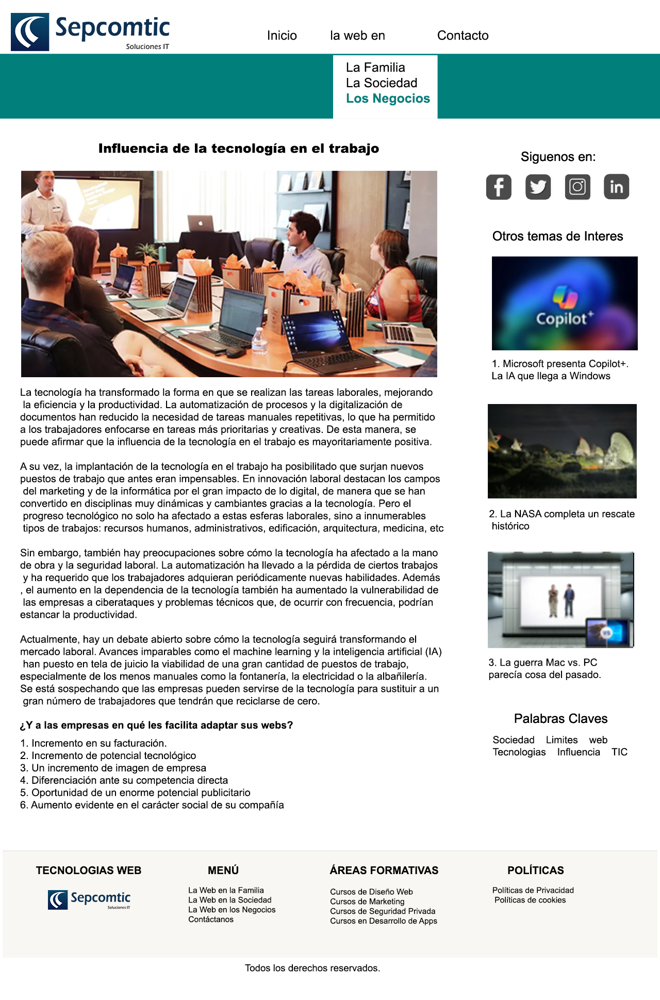 Sepcomtic
Soluciones IT
Inicio la web en Contacto
La Familia
La Sociedad
Los Negocios
Influencia de la tecnología en el trabajo
La tecnología ha transformado la forma en que se realizan las tareas laborales, mejorando
la eficiencia y la productividad. La automatización de procesos y la digitalización de
documentos han reducido la necesidad de tareas manuales repetitivas, lo que ha permitido
a los trabajadores enfocarse en tareas más prioritarias y creativas. De esta manera, se
puede afirmar que la influencia de la tecnología en el trabajo es mayoritariamente positiva.
A su vez, la implantación de la tecnología en el trabajo ha posibilitado que surjan nuevos
puestos de trabajo que antes eran impensables. En innovación laboral destacan los campos
del marketing y de la informática por el gran impacto de lo digital, de manera que se han
convertido en disciplinas muy dinámicas y cambiantes gracias a la tecnología. Pero el
progreso tecnológico no solo ha afectado a estas esferas laborales, sino a innumerables
tipos de trabajos: recursos humanos, administrativos, edificación, arquitectura, medicina, etc
Sin embargo, también hay preocupaciones sobre cómo la tecnología ha afectado a la mano
de obra y la seguridad laboral. La automatización ha llevado a la pérdida de ciertos trabajos
y ha requerido que los trabajadores adquieran periódicamente nuevas habilidades. Además
, el aumento en la dependencia de la tecnología también ha aumentado la vulnerabilidad de
las empresas a ciberataques y problemas técnicos que, de ocurrir con frecuencia, podrían
estancar la productividad.
Actualmente, hay un debate abierto sobre cómo la tecnología seguirá transformando el
mercado laboral. Avances imparables como el machine learning y la inteligencia artificial (IA)
han puesto en tela de juicio la viabilidad de una gran cantidad de puestos de trabajo,
especialmente de los menos manuales como la fontanería, la electricidad o la albañilería.
Se está sospechando que las empresas pueden servirse de la tecnología para sustituir a un
gran número de trabajadores que tendrán que reciclarse de cero.
¿Y a las empresas en qué les facilita adaptar sus webs?
1. Incremento en su facturación.
2. Incremento de potencial tecnológico
3. Un incremento de imagen de empresa
4. Diferenciación ante su competencia directa
5. Oportunidad de un enorme potencial publicitario
6. Aumento evidente en el carácter social de su compañía
Siguenos en:
Otros temas de Interes
Copilot+
1. Microsoft presenta Copilot+.
La IA que llega a Windows
2. La NASA completa un rescate
histórico
VS
3. La guerra Mac vs. PC
parecía cosa del pasado.
Palabras Claves
Sociedad Limites web
Tecnologias Influencia TIC
TECNOLOGIAS WEB
Sepcomtic
Soluciones IT
MENÚ
La Web en la Familia
La Web en la Sociedad
La Web en los Negocios
Contáctanos
ÁREAS FORMATIVAS
Cursos de Diseño Web
Cursos de Marketing
Cursos de Seguridad Privada
Cursos en Desarrollo de Apps
POLÍTICAS
Políticas de Privacidad
Políticas de cookies
Todos los derechos reservados.